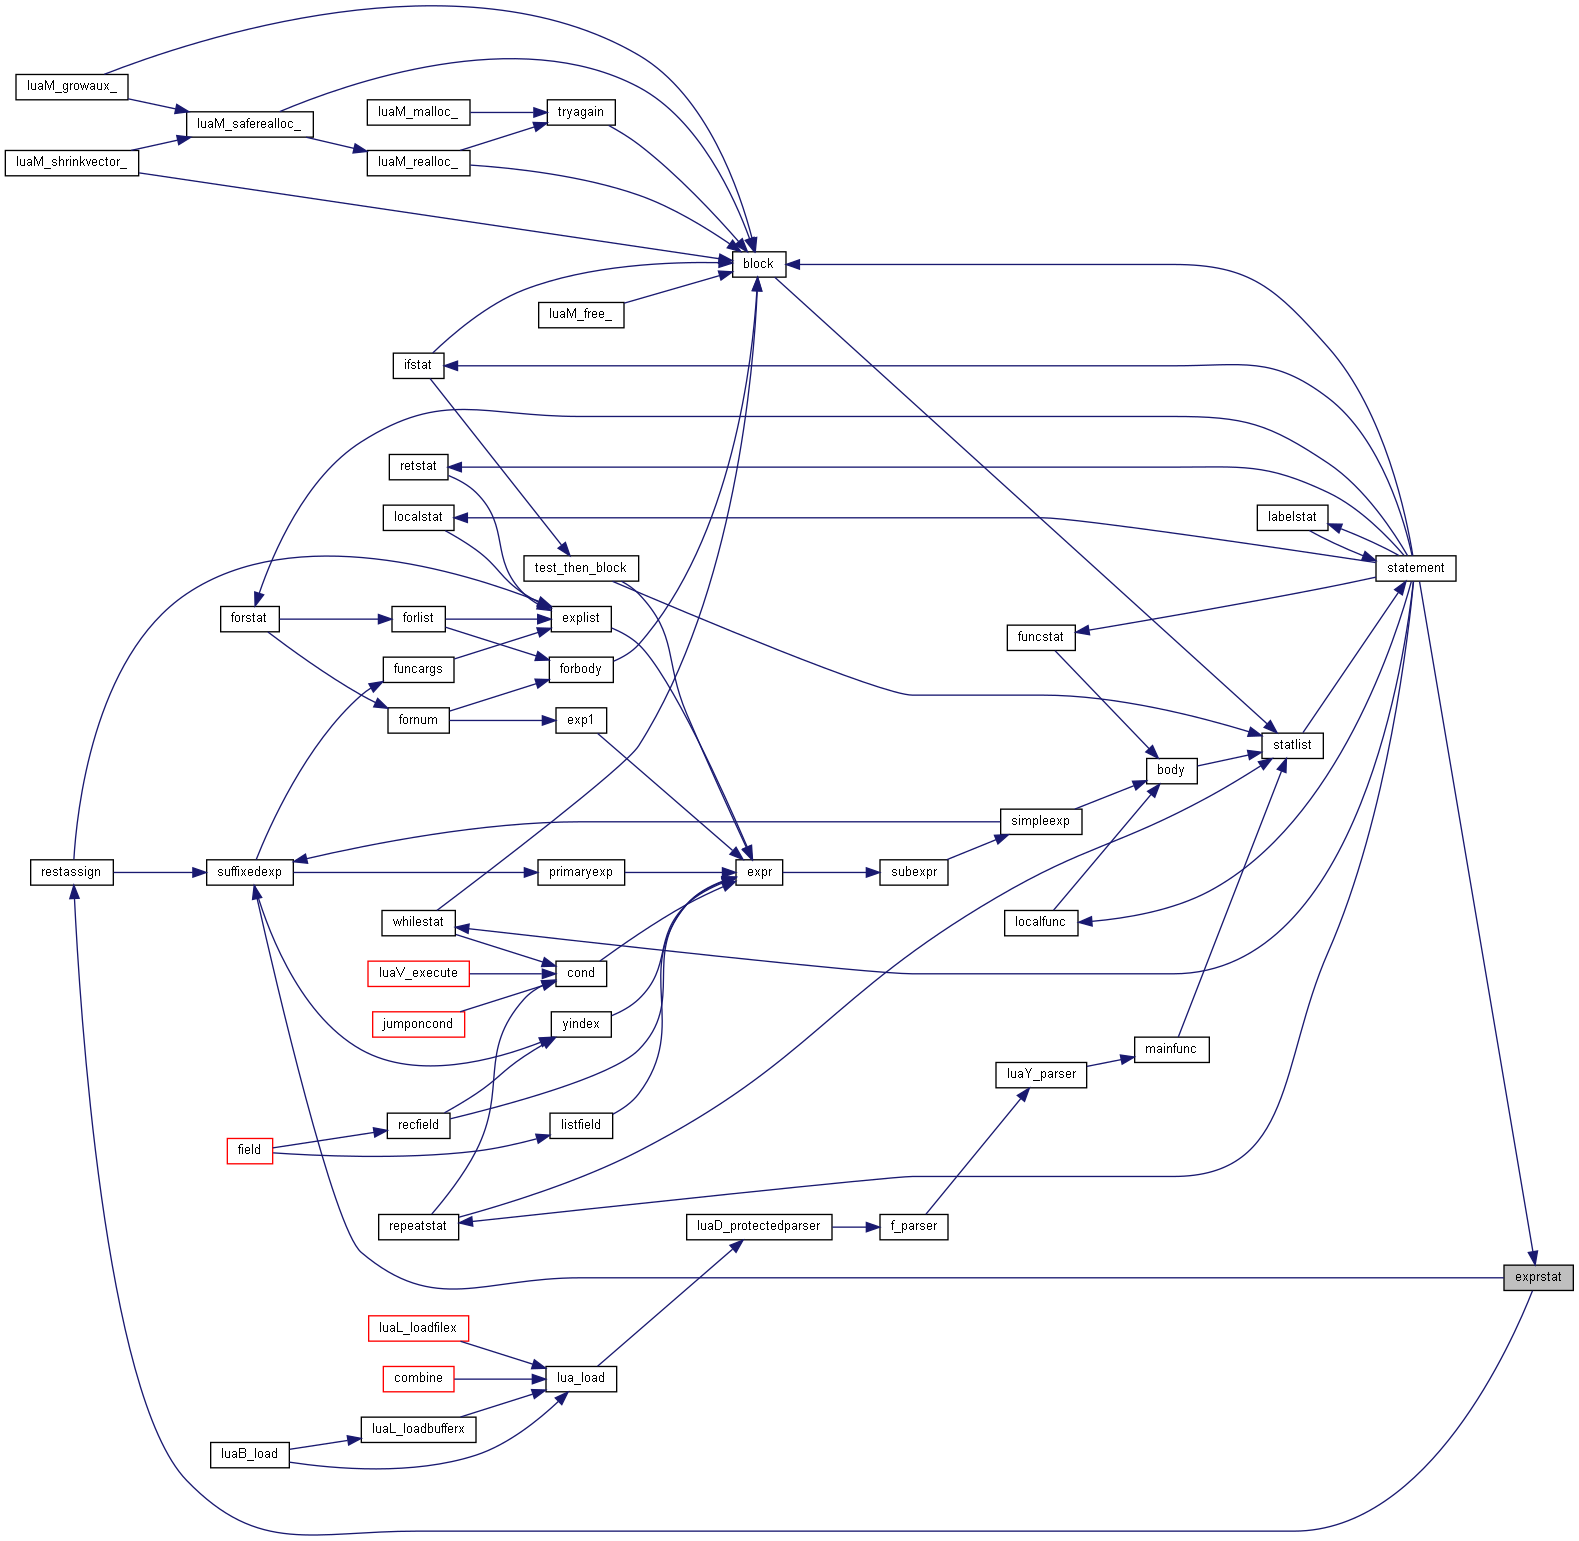 luaM_growaux_
luaM_saferealloc_
luaM_malloc_
tryagain
luaM_shrinkvector_
luaM_realloc_
block
luaM_free_
ifstat
retstat
localstat
labelstat
test_then_block
statement
forstat
forlist
explist
funcstat
funcargs
forbody
fornum
exp1
statlist
body
simpleexp
restassign
suffixedexp
primaryexp
expr
subexpr
whilestat
localfunc
luaV_execute
cond
jumponcond
yindex
mainfunc
luaY_parser
recfield
listfield
field
repeatstat
luaD_protectedparser
f_parser
exprstat
luaL_loadfilex
combine
lua_load
luaL_loadbufferx
luaB_load